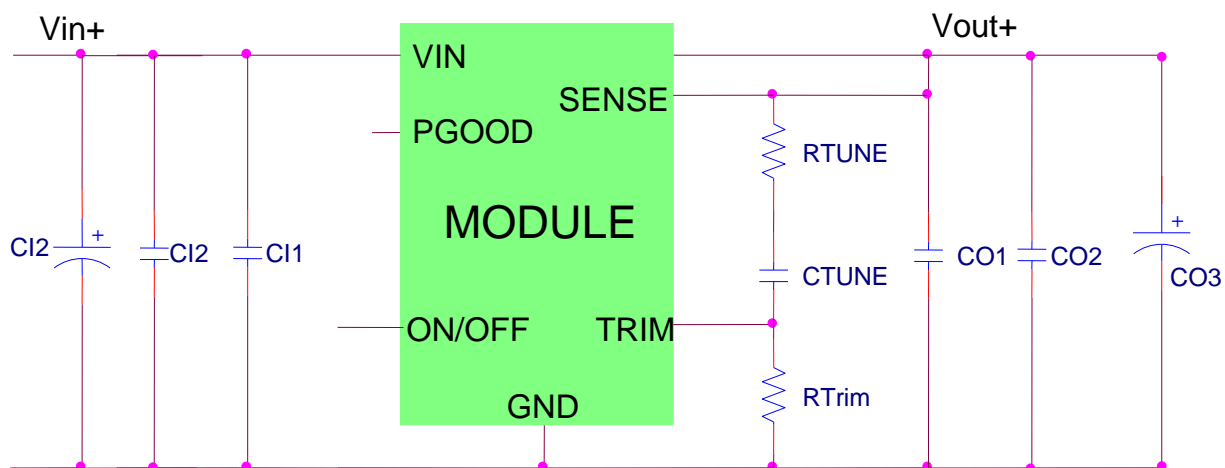 Vin+
Vout+
VIN
SENSE
PGOOD
RTUNE
MODULE
CI2
+
CI2
CI1
CTUNE
CO1
CO2
+
CO3
ON/OFF
TRIM
RTrim
GND